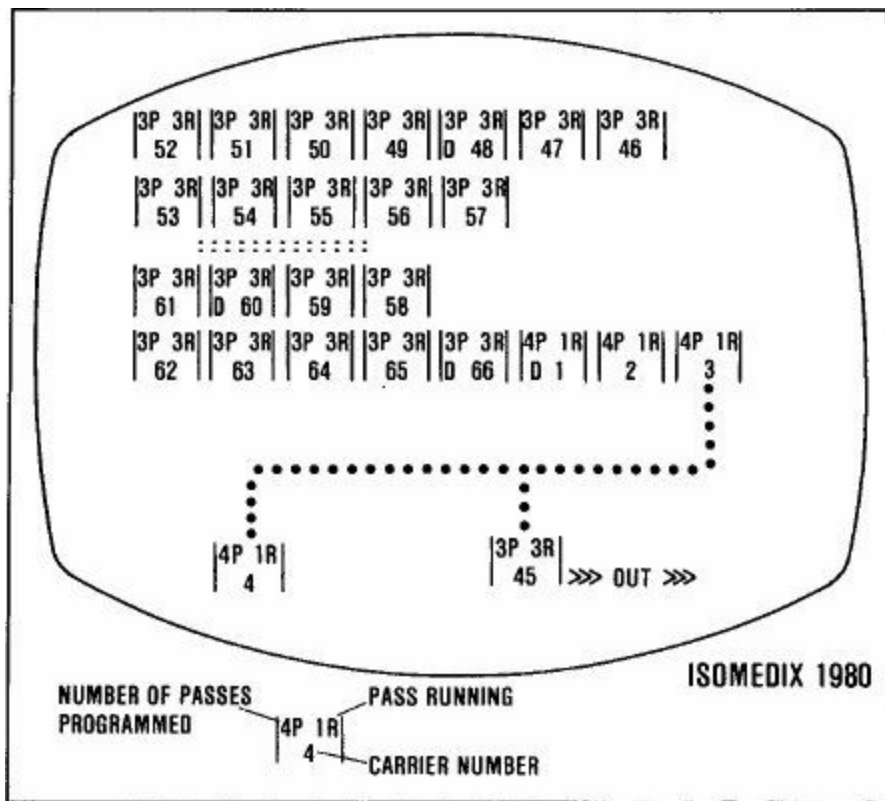 3P 3R 3P 3R 3P 3R 3P 3R 3P 3R 3P 3R 3P 3R
52 51 50 49 D 48 47 46
3P 3R 3P 3R 3P 3R 3P 3R 3P 3R
53 54 55 56 57
3P 3R 3P 3R 3P 3R 3P 3R
61 D 60 59 58
3P 3R 3P 3R 3P 3R 3P 3R 3P 3R 4P 1R 4P 1R 4P 1R
62 63 64 65 D 66 D 1 2 3
4P 1R 3P 3R
4 45 >>> OUT >>>
ISOMEDIX 1980
NUMBER OF PASSES PROGRAMMED
PASS RUNNING
4P 1R
4
CARRIER NUMBER